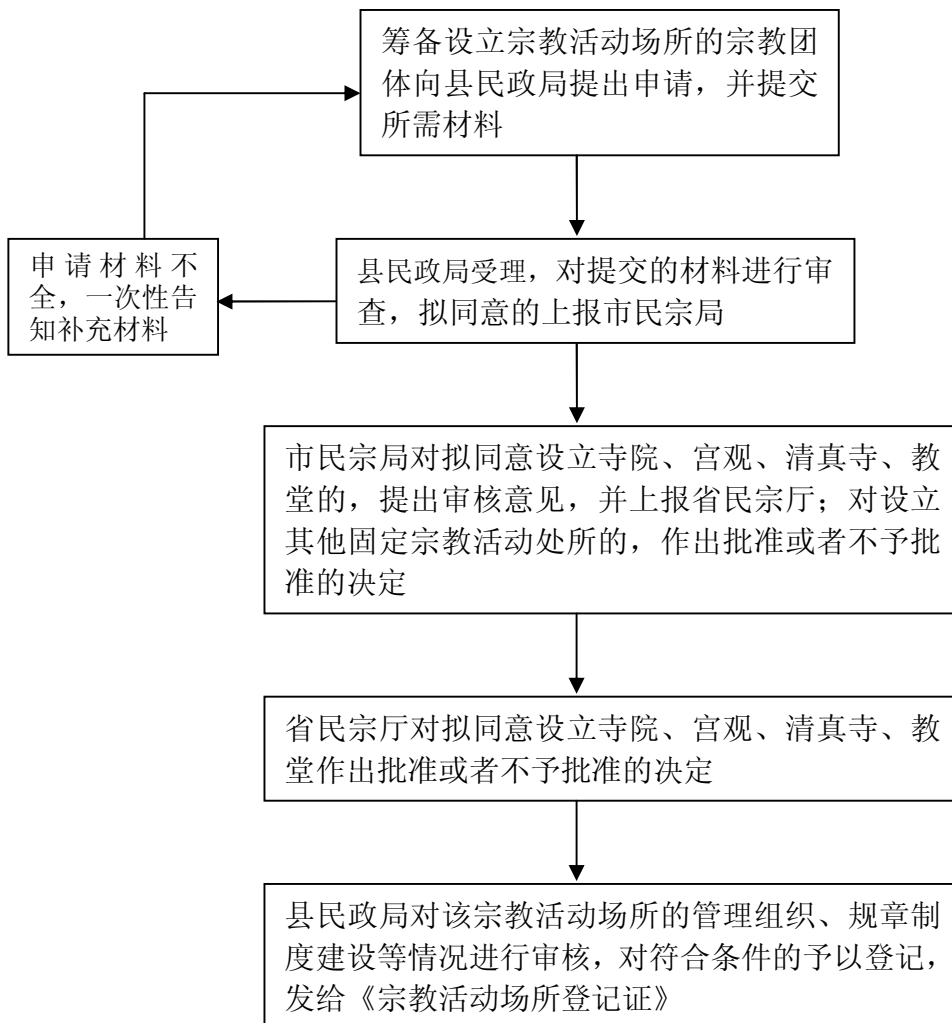 筹备设立宗教活动场所的宗教团
体向县民政局提出申请，并提交
所需材料
申请材料不
全，一次性告
知补充材料
县民政局受理，对提交的材料进行审
查，拟同意的上报市民宗局
市民宗局对拟同意设立寺院、宫观、清真寺、教
堂的，提出审核意见，并上报省民宗厅；对设立
其他固定宗教活动处所的，作出批准或者不予批
准的决定
省民宗厅对拟同意设立寺院、宫观、清真寺、教
堂作出批准或者不予批准的决定
县民政局对该宗教活动场所的管理组织、规章制
度建设等情况进行审核，对符合条件的予以登记，
发给《宗教活动场所登记证》